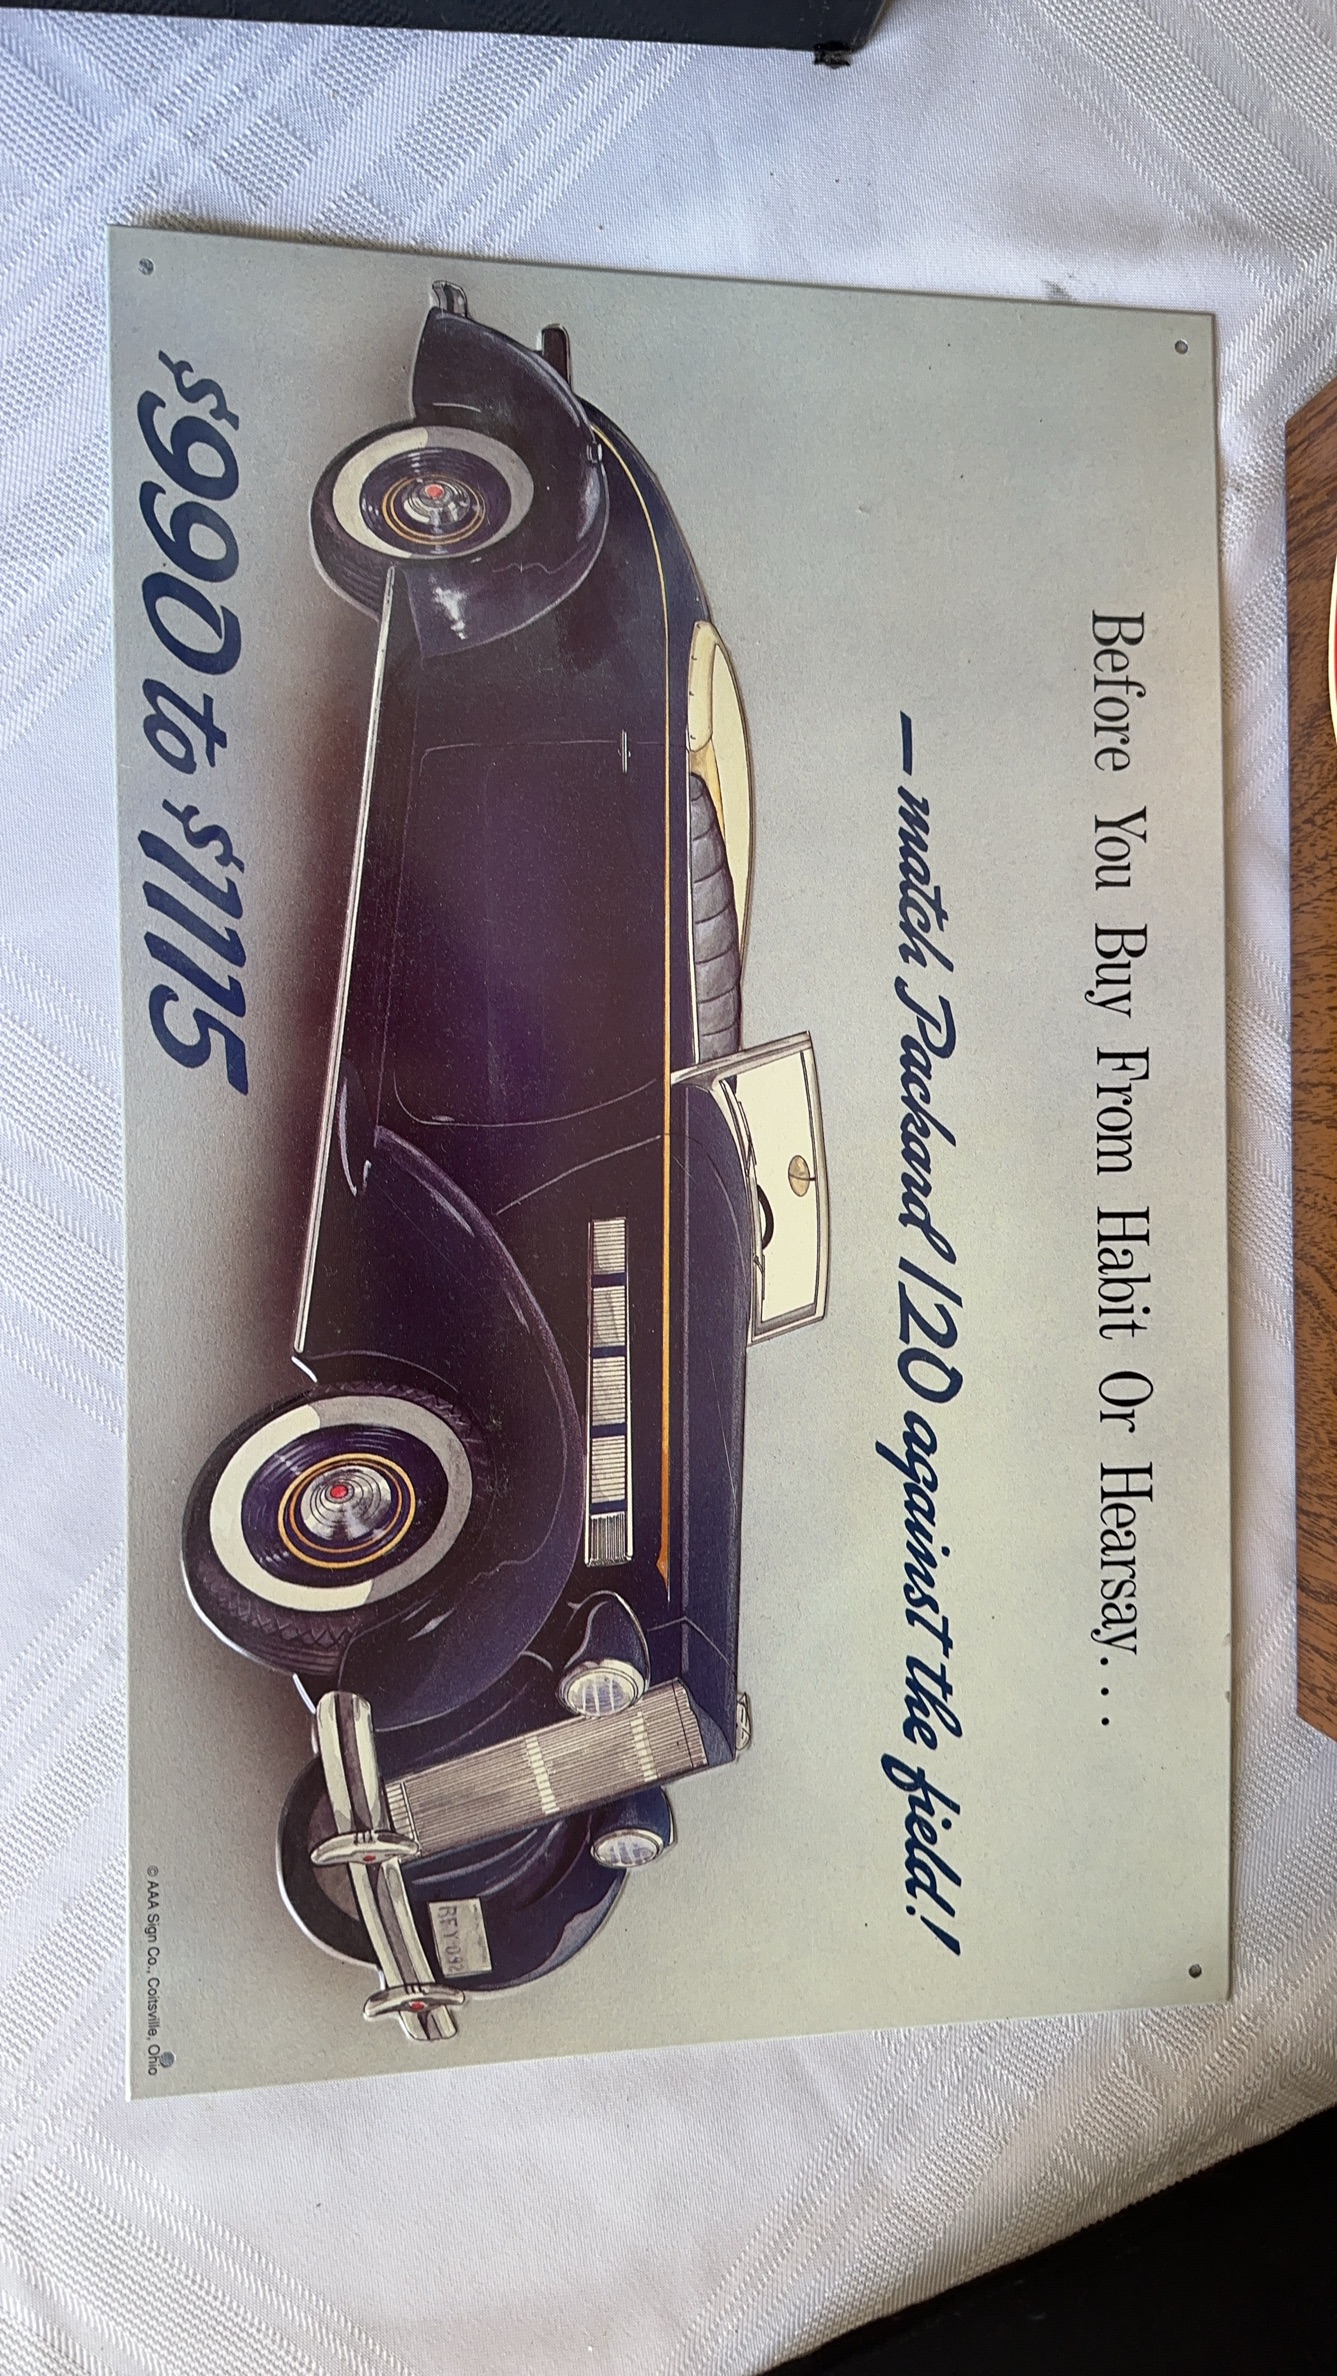 Before You Buy From Habit Or Hearsay...
—match Packard 120 against the field!
$990 to $1115
© AAA Sign Co., Coitsville, Ohio